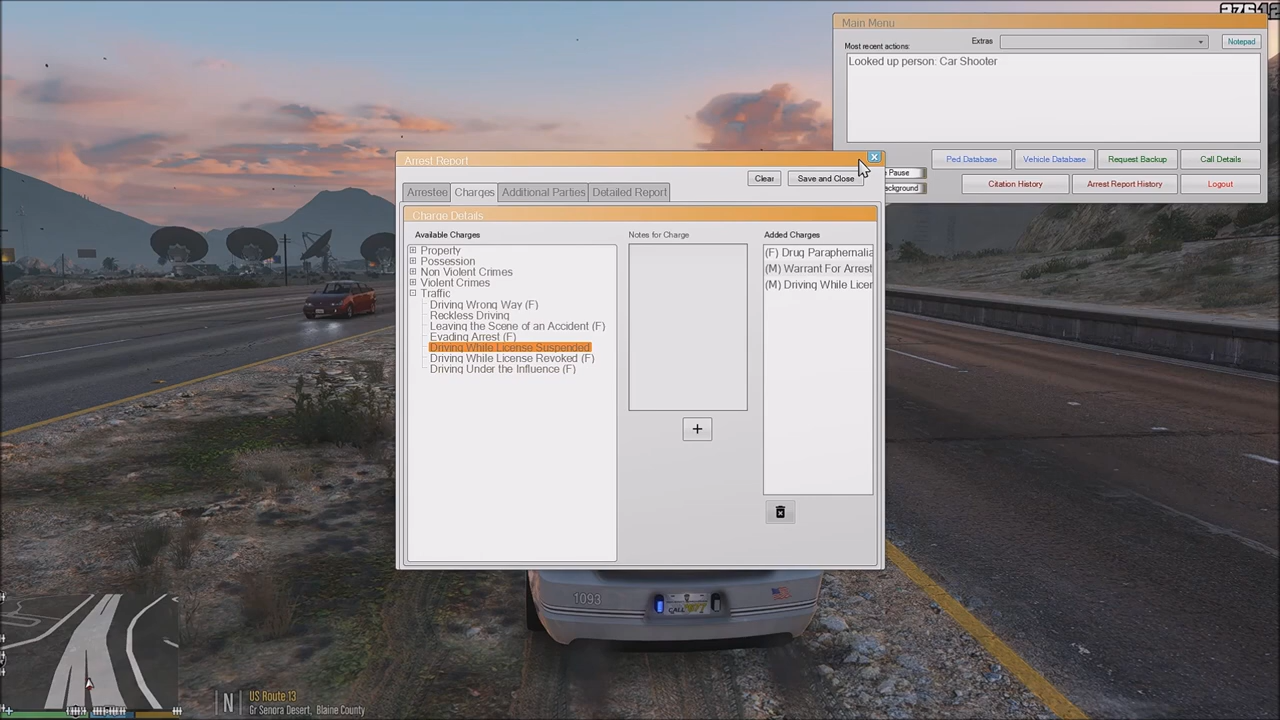 Main Menu
Extras
Notepad
Most recent actions:
Looked up person: Car Shooter
Arrest Report
Ped Database
Vehicle Database
Request Backup
Call Details
Pause
Clear
Save and Close
Citation History
Arrest Report History
Logout
Arrestee
Charges
Additional Parties
Detailed Report
Charge Details
Available Charges
Notes for Charge
Added Charges
Property
Possession
Non Violent Crimes
Violent Crimes
Traffic
Driving Wrong Way (F)
Reckless Driving
Leaving the Scene of an Accident (F)
Evading Arrest (F)
Driving While License Suspended
Driving While License Revoked (F)
Driving Under the Influence (F)
(F) Drug Paraphernalia
(M) Warrant For Arrest
(M) Driving While Licen
+
1093
CALL 911
N
US Route 13
Gr Senora Desert, Blaine County